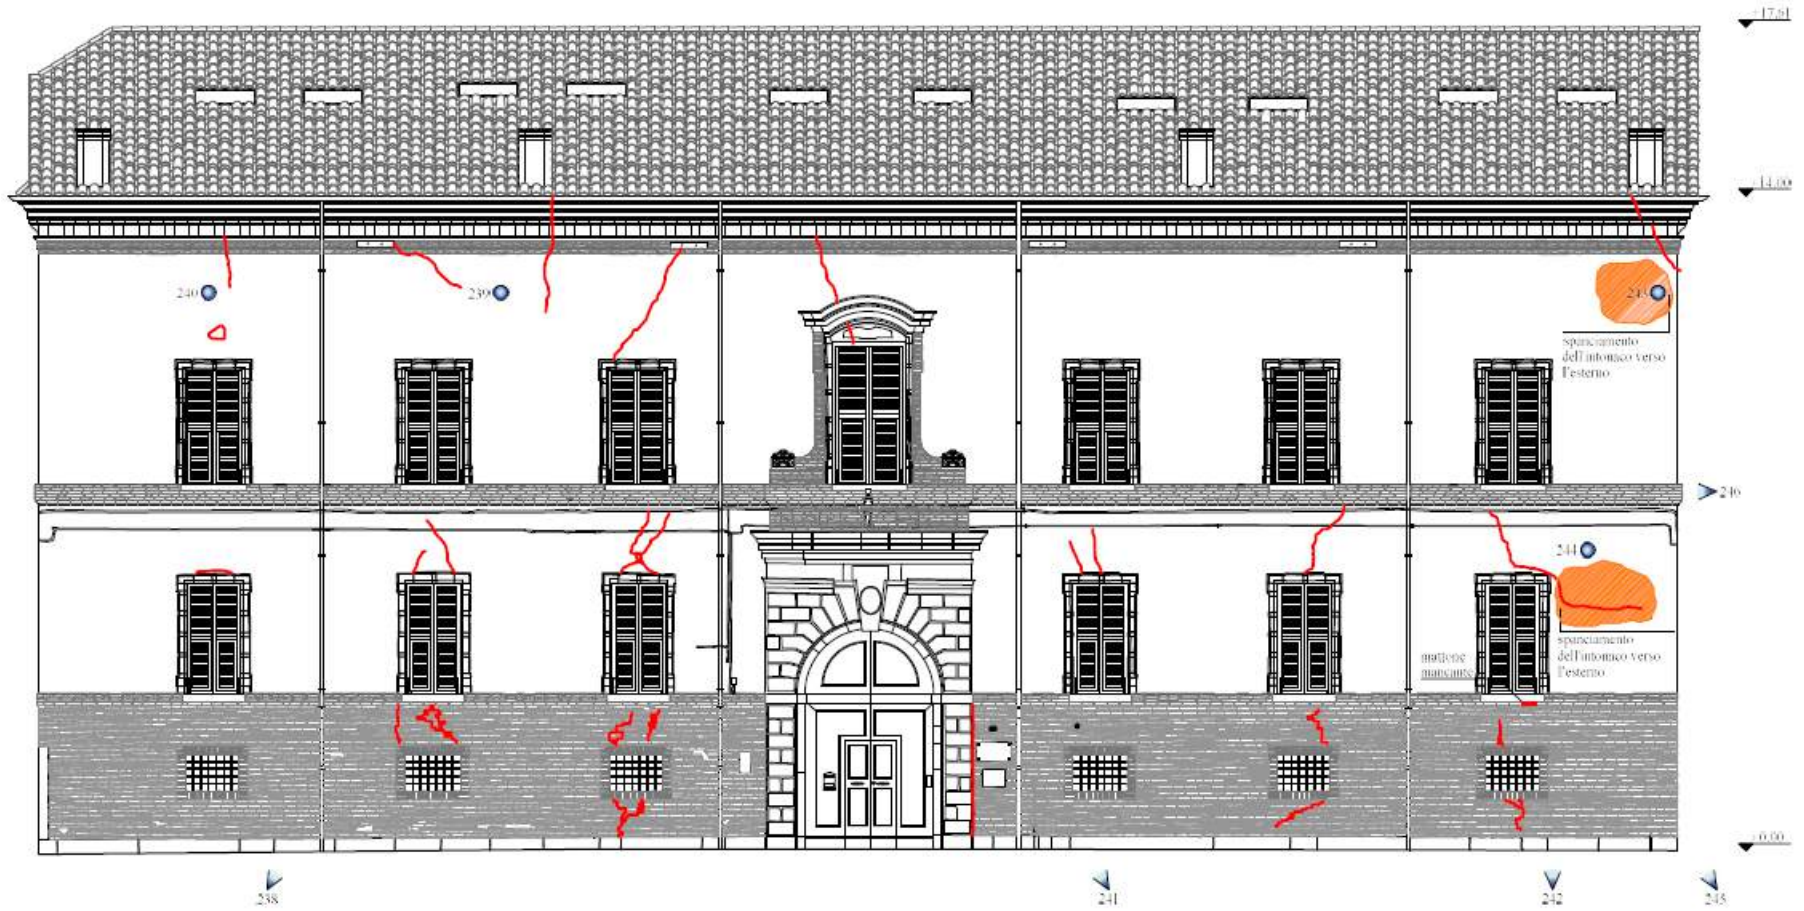 +17,61
+14,00
240
239
243
spanciamento
dell'intonaco verso
l'esterno
246
244
spanciamento
dell'intonaco verso
l'esterno
mattone
mancante
+0,00
238
241
242
245